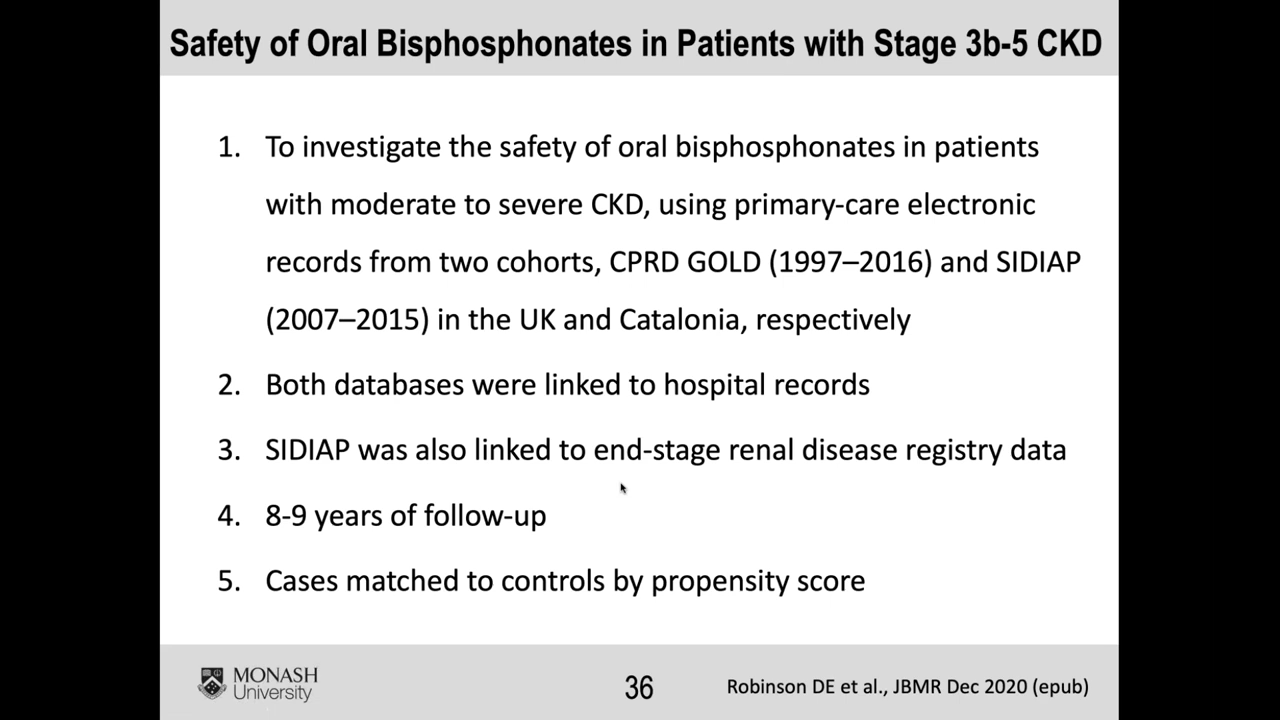 Safety of Oral Bisphosphonates in Patients with Stage 3b-5 CKD
1. To investigate the safety of oral bisphosphonates in patients
with moderate to severe CKD, using primary-care electronic
records from two cohorts, CPRD GOLD (1997–2016) and SIDIAP
(2007–2015) in the UK and Catalonia, respectively
2. Both databases were linked to hospital records
3. SIDIAP was also linked to end-stage renal disease registry data
4. 8-9 years of follow-up
5. Cases matched to controls by propensity score
MONASH
University
36
Robinson DE et al., JBMR Dec 2020 (epub)